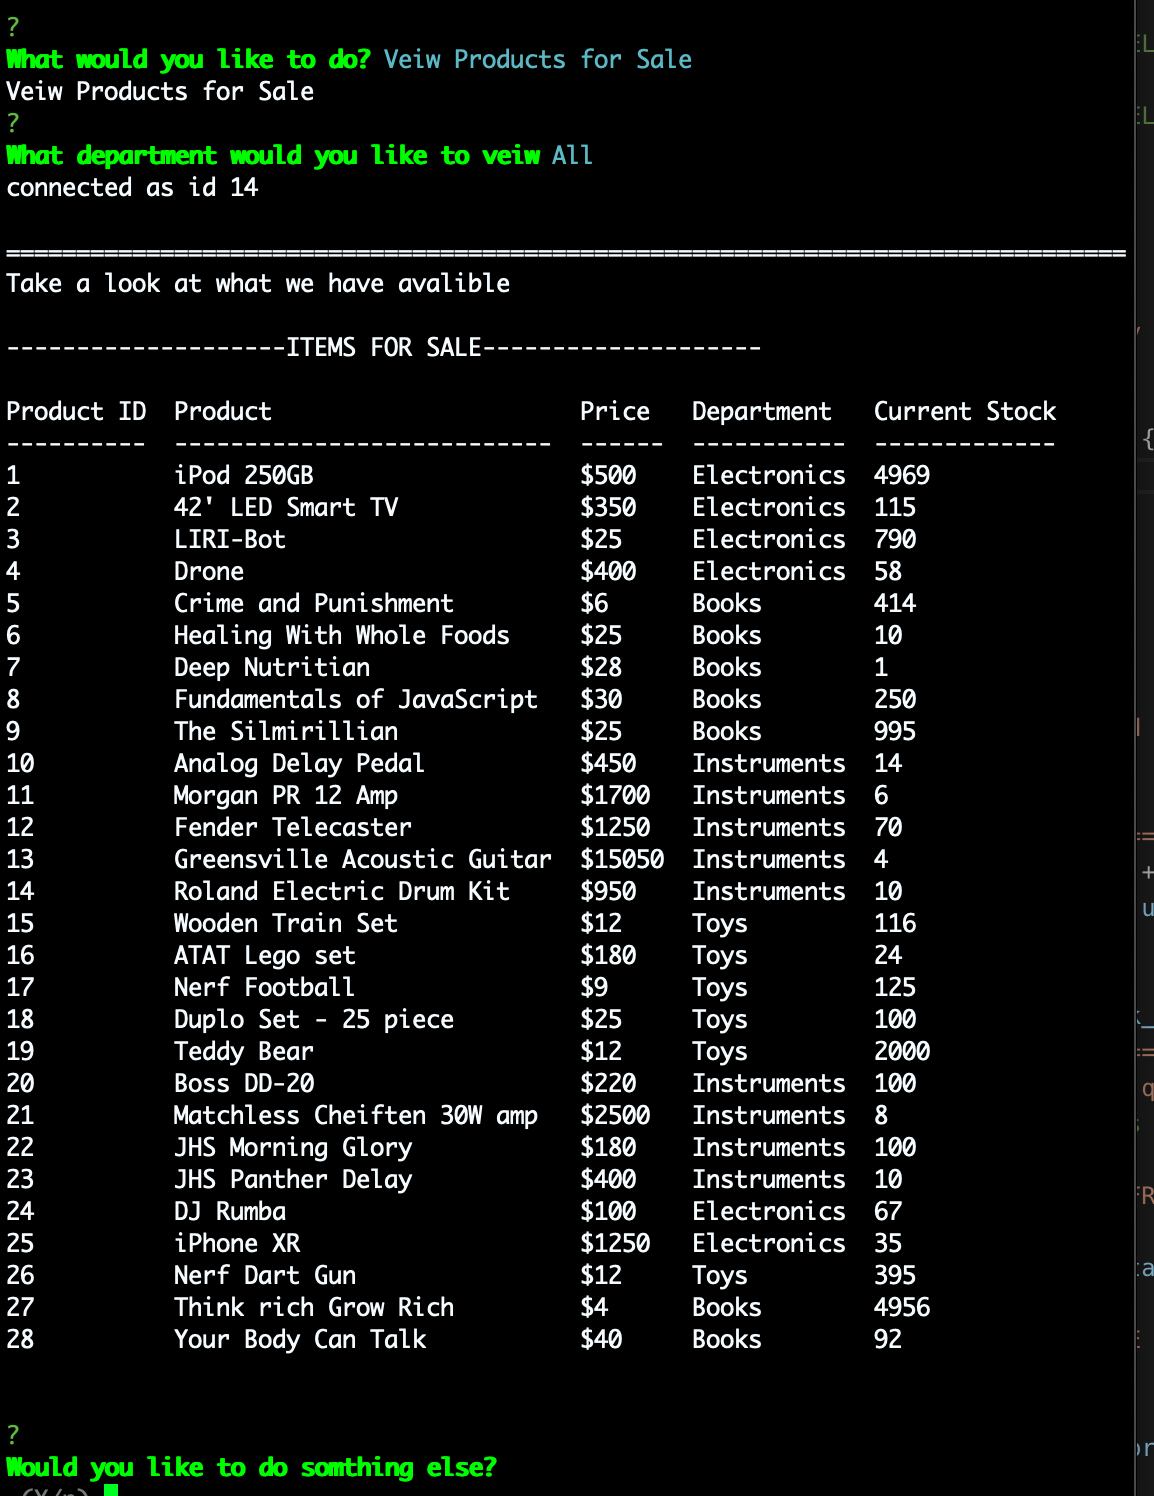 ?
What would you like to do? Veiw Products for Sale
Veiw Products for Sale
?
What department would you like to veiw All
connected as id 14
================================================================================
Take a look at what we have avalible
--------------------ITEMS FOR SALE--------------------
Product ID  Product                      Price   Department   Current Stock
----------  ---------------------------  ------  -----------  -------------
1           iPod 250GB                   $500    Electronics  4969
2           42' LED Smart TV             $350    Electronics  115
3           LIRI-Bot                     $25     Electronics  790
4           Drone                        $400    Electronics  58
5           Crime and Punishment         $6      Books        414
6           Healing With Whole Foods     $25     Books        10
7           Deep Nutritian               $28     Books        1
8           Fundamentals of JavaScript   $30     Books        250
9           The Silmirillian             $25     Books        995
10          Analog Delay Pedal           $450    Instruments  14
11          Morgan PR 12 Amp             $1700   Instruments  6
12          Fender Telecaster            $1250   Instruments  70
13          Greensville Acoustic Guitar  $15050  Instruments  4
14          Roland Electric Drum Kit     $950    Instruments  10
15          Wooden Train Set             $12     Toys         116
16          ATAT Lego set                $180    Toys         24
17          Nerf Football                $9      Toys         125
18          Duplo Set - 25 piece         $25     Toys         100
19          Teddy Bear                   $12     Toys         2000
20          Boss DD-20                   $220    Instruments  100
21          Matchless Cheiften 30W amp   $2500   Instruments  8
22          JHS Morning Glory            $180    Instruments  100
23          JHS Panther Delay            $400    Instruments  10
24          DJ Rumba                     $100    Electronics  67
25          iPhone XR                    $1250   Electronics  35
26          Nerf Dart Gun                $12     Toys         395
27          Think rich Grow Rich         $4      Books        4956
28          Your Body Can Talk           $40     Books        92
?
Would you like to do somthing else?